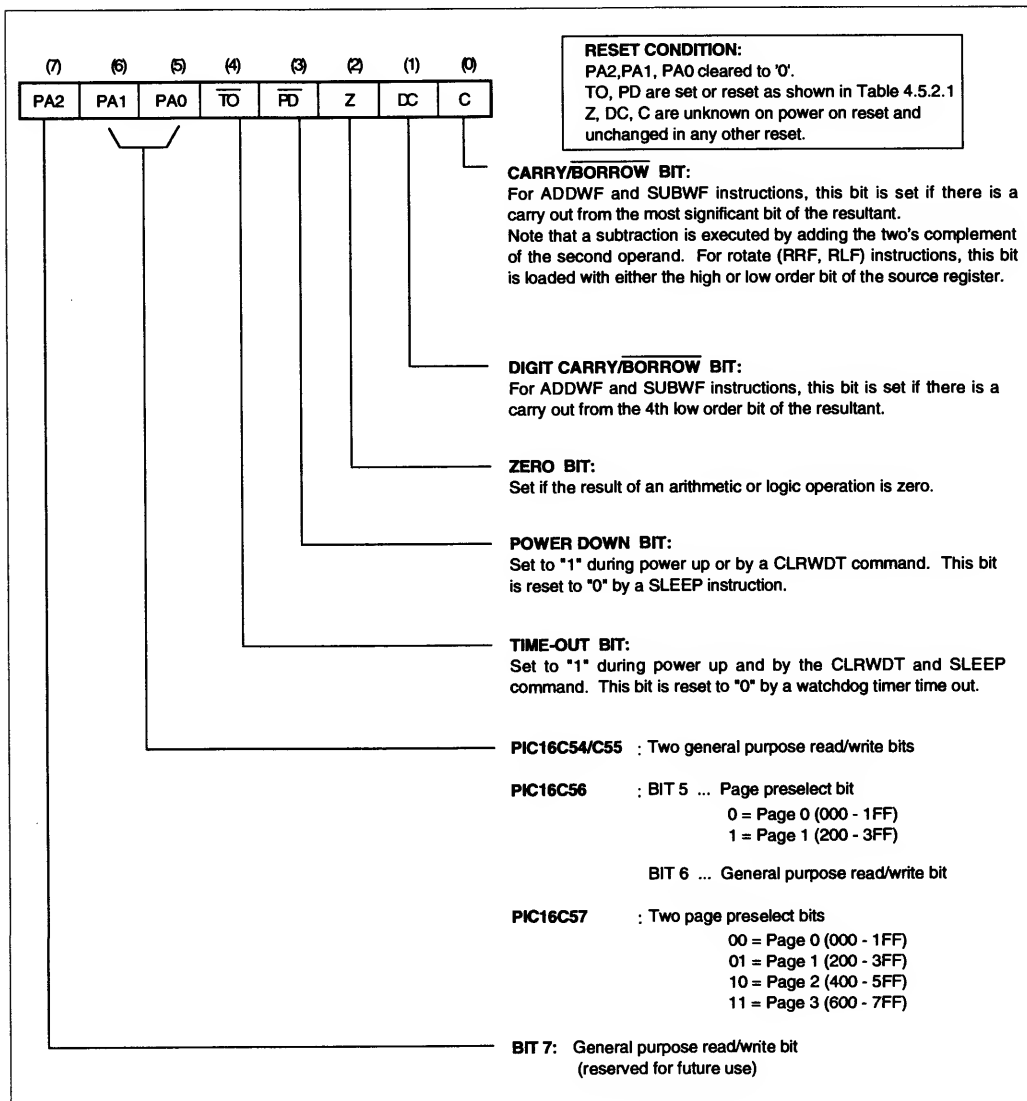 RESET CONDITION:
PA2,PA1, PA0 cleared to '0'.
TO, PD are set or reset as shown in Table 4.5.2.1
Z, DC, C are unknown on power on reset and
unchanged in any other reset.
(7) (6) (5) (4) (3) (2) (1) (0)
PA2 PA1 PA0 T̅O̅ P̅D̅ Z DC C
CARRY/B̅O̅R̅R̅O̅W̅ BIT:
For ADDWF and SUBWF instructions, this bit is set if there is a
carry out from the most significant bit of the resultant.
Note that a subtraction is executed by adding the two's complement
of the second operand. For rotate (RRF, RLF) instructions, this bit
is loaded with either the high or low order bit of the source register.
DIGIT CARRY/B̅O̅R̅R̅O̅W̅ BIT:
For ADDWF and SUBWF instructions, this bit is set if there is a
carry out from the 4th low order bit of the resultant.
ZERO BIT:
Set if the result of an arithmetic or logic operation is zero.
POWER DOWN BIT:
Set to "1" during power up or by a CLRWDT command. This bit
is reset to "0" by a SLEEP instruction.
TIME-OUT BIT:
Set to "1" during power up and by the CLRWDT and SLEEP
command. This bit is reset to "0" by a watchdog timer time out.
PIC16C54/C55 : Two general purpose read/write bits
PIC16C56 : BIT 5 ... Page preselect bit
0 = Page 0 (000 - 1FF)
1 = Page 1 (200 - 3FF)
BIT 6 ... General purpose read/write bit
PIC16C57 : Two page preselect bits
00 = Page 0 (000 - 1FF)
01 = Page 1 (200 - 3FF)
10 = Page 2 (400 - 5FF)
11 = Page 3 (600 - 7FF)
BIT 7: General purpose read/write bit
(reserved for future use)